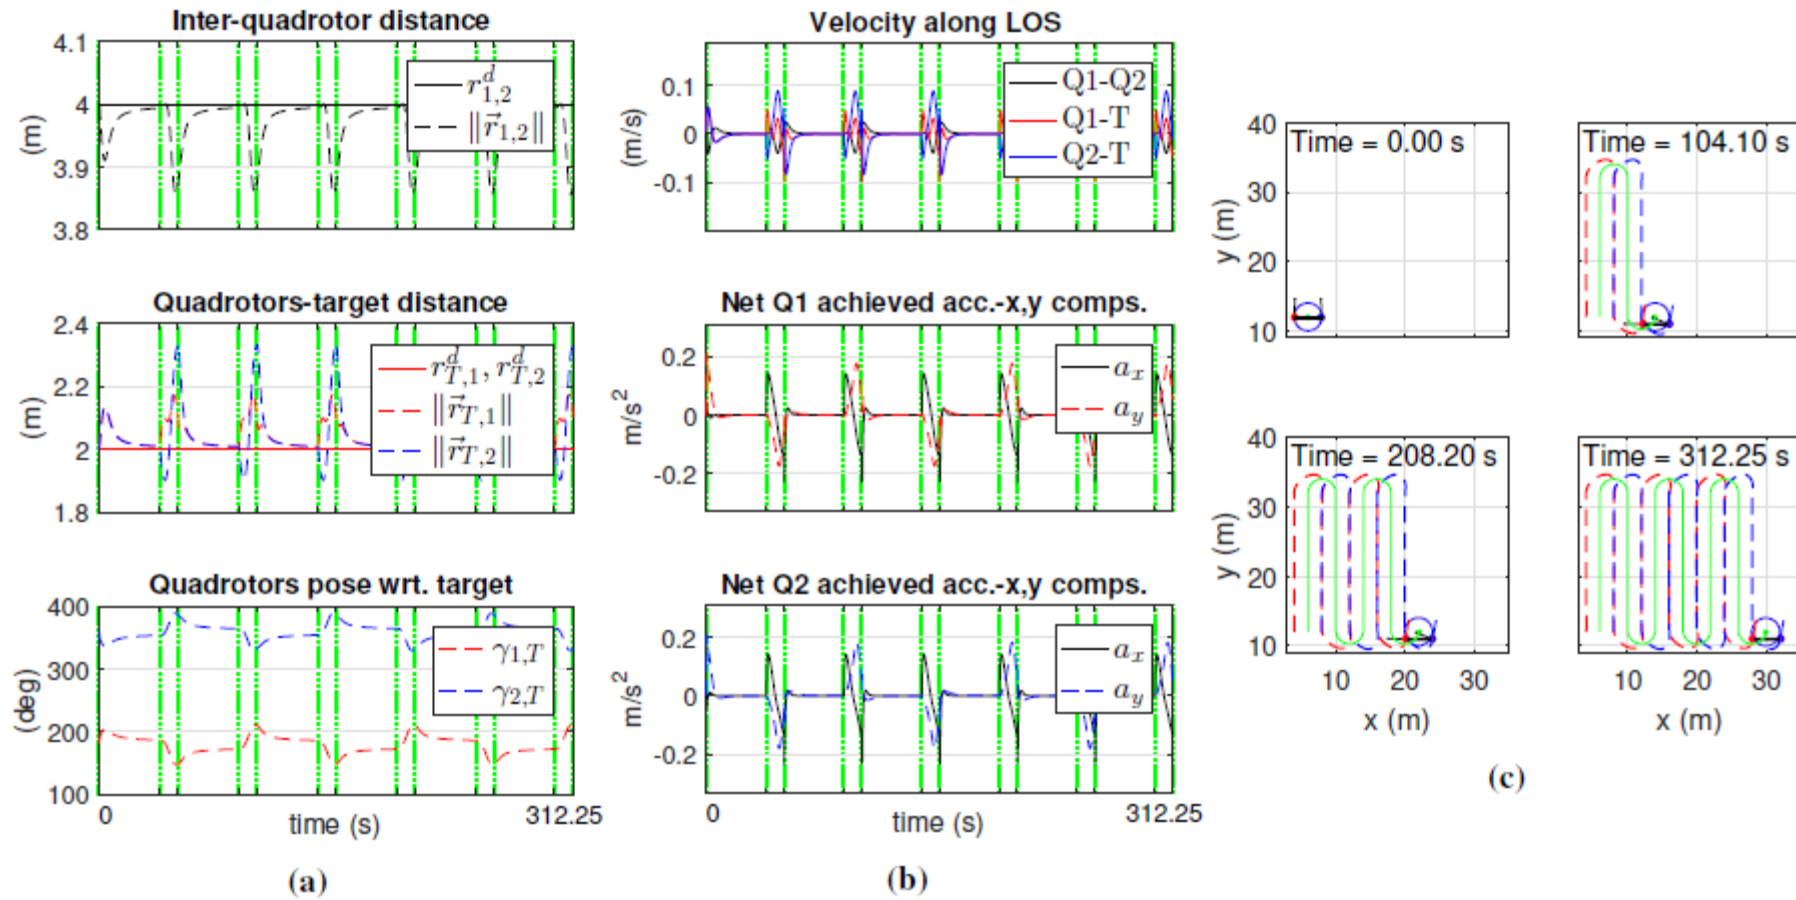 Inter-quadrotor distance
4.1
4
3.9
3.8
(m)
r^d_{1,2}
‖r⃗_{1,2}‖
Quadrotors-target distance
2.4
2.2
2
1.8
(m)
r^d_{T,1}, r^d_{T,2}
‖r⃗_{T,1}‖
‖r⃗_{T,2}‖
Quadrotors pose wrt. target
400
300
200
100
(deg)
γ_{1,T}
γ_{2,T}
0
312.25
time (s)
(a)
Velocity along LOS
0.1
0
-0.1
(m/s)
Q1-Q2
Q1-T
Q2-T
Net Q1 achieved acc.-x,y comps.
0.2
0
-0.2
m/s²
a_x
a_y
Net Q2 achieved acc.-x,y comps.
0.2
0
-0.2
m/s²
a_x
a_y
0
312.25
time (s)
(b)
Time = 0.00 s
40
30
20
10
y (m)
Time = 104.10 s
Time = 208.20 s
40
30
20
10
y (m)
10 20 30
x (m)
Time = 312.25 s
10 20 30
x (m)
(c)